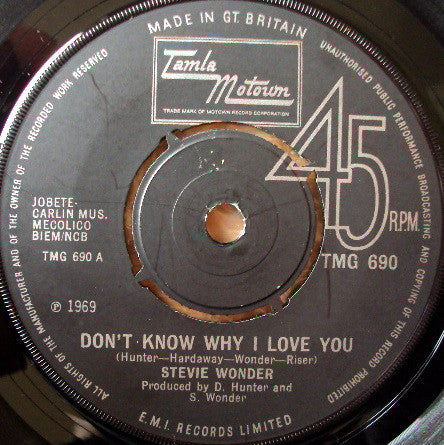 MADE IN GT. BRITAIN
ALL RIGHTS OF THE MANUFACTURER AND OF THE OWNER OF THE RECORDED WORK RESERVED
UNAUTHORISED PUBLIC PERFORMANCE BROADCASTING AND COPYING OF THIS RECORD PROHIBITED
Tamla Motown
TRADE MARK OF MOTOWN RECORD CORPORATION
45 R.P.M.
JOBETE-
CARLIN MUS.
MECOLICO
BIEM/NCB
TMG 690 A
TMG 690
℗ 1969
DON'T KNOW WHY I LOVE YOU
(Hunter—Hardaway—Wonder—Riser)
STEVIE WONDER
Produced by D. Hunter and
S. Wonder
E.M.I. RECORDS LIMITED